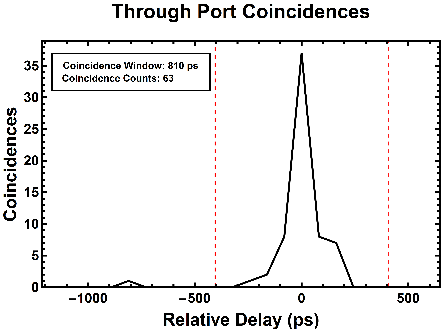 Through Port Coincidences
Coincidence Window: 810 ps
Coincidence Counts: 63
Coincidences
35
30
25
20
15
10
5
0
−1000 −500 0 500
Relative Delay (ps)